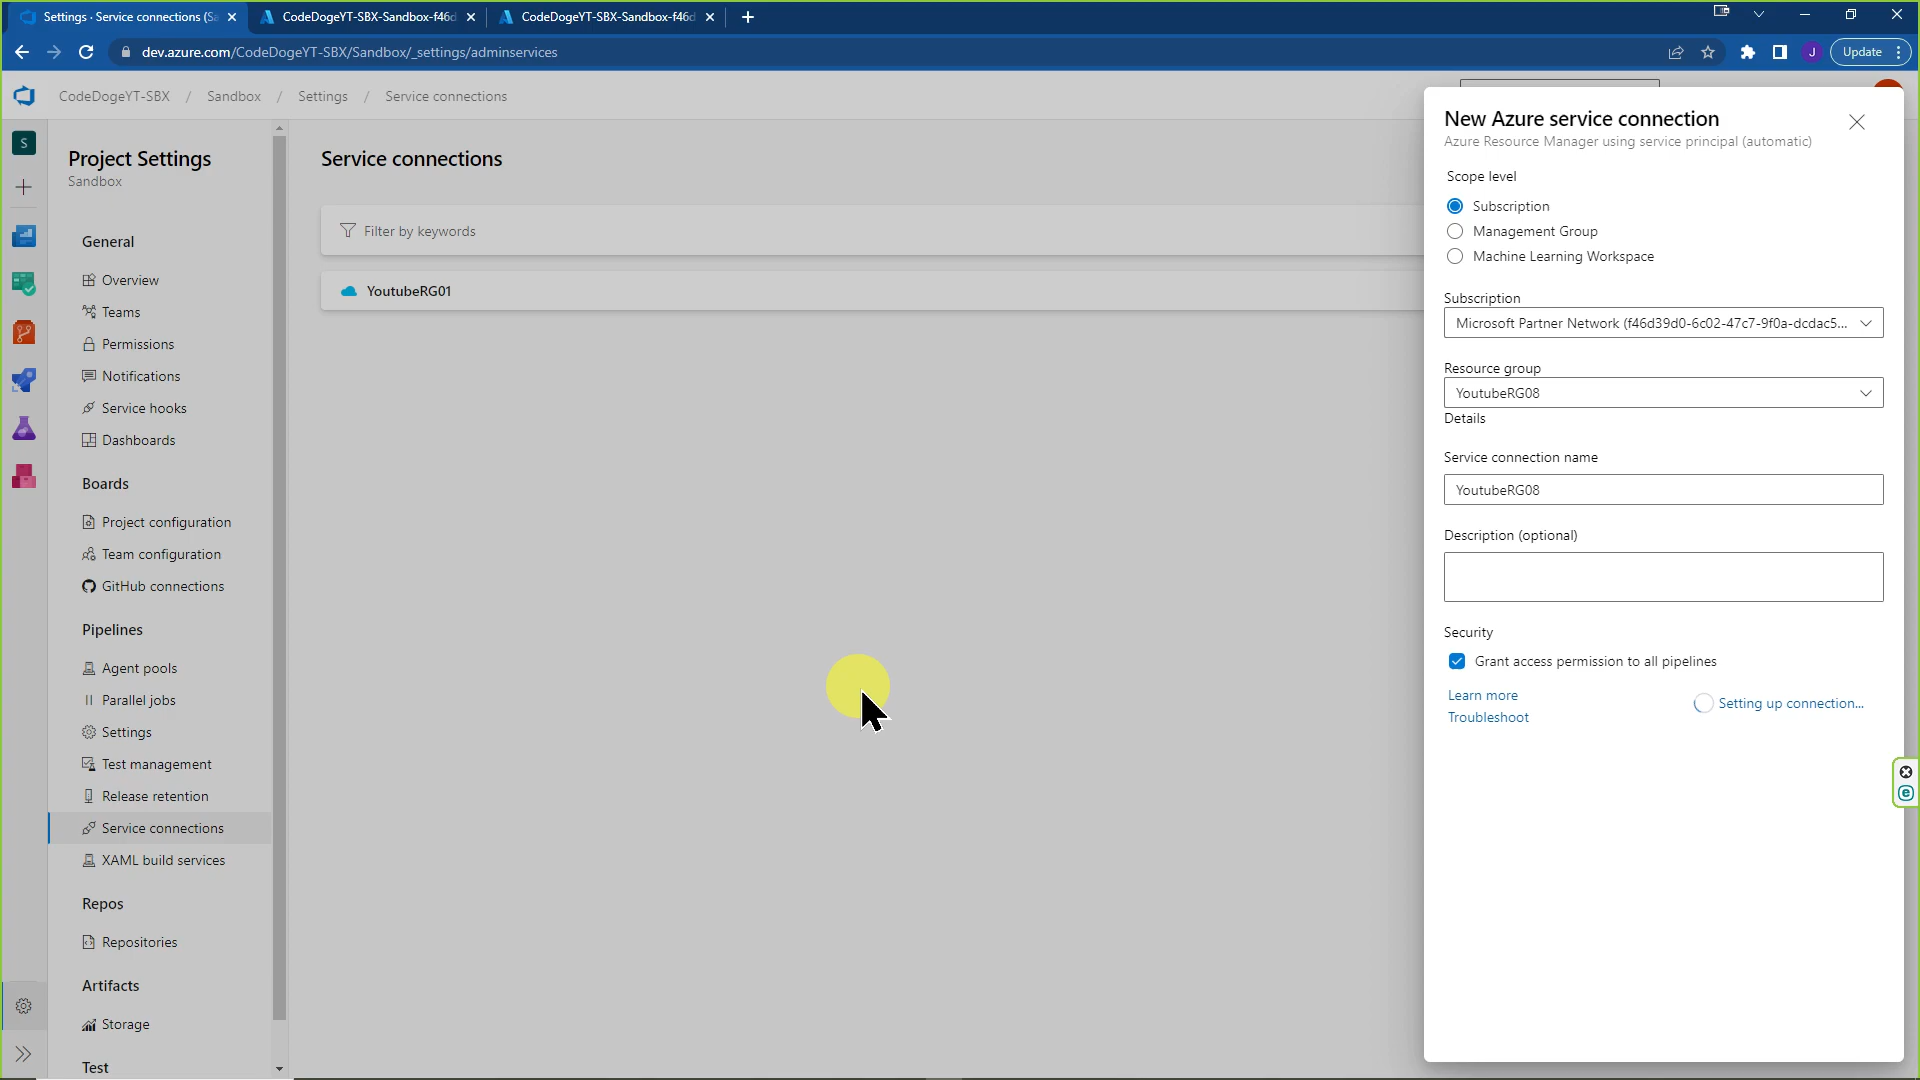 Settings · Service connections (Sa
CodeDogeYT-SBX-Sandbox-f46d
CodeDogeYT-SBX-Sandbox-f46d
dev.azure.com/CodeDogeYT-SBX/Sandbox/_settings/adminservices
J
Update
CodeDogeYT-SBX / Sandbox / Settings / Service connections
S
Project Settings
Sandbox
General
Overview
Teams
Permissions
Notifications
Service hooks
Dashboards
Boards
Project configuration
Team configuration
GitHub connections
Pipelines
Agent pools
Parallel jobs
Settings
Test management
Release retention
Service connections
XAML build services
Repos
Repositories
Artifacts
Storage
Test
Service connections
Filter by keywords
YoutubeRG01
New Azure service connection
Azure Resource Manager using service principal (automatic)
Scope level
Subscription
Management Group
Machine Learning Workspace
Subscription
Microsoft Partner Network (f46d39d0-6c02-47c7-9f0a-dcdac5...
Resource group
YoutubeRG08
Details
Service connection name
YoutubeRG08
Description (optional)
Security
Grant access permission to all pipelines
Learn more
Troubleshoot
Setting up connection...